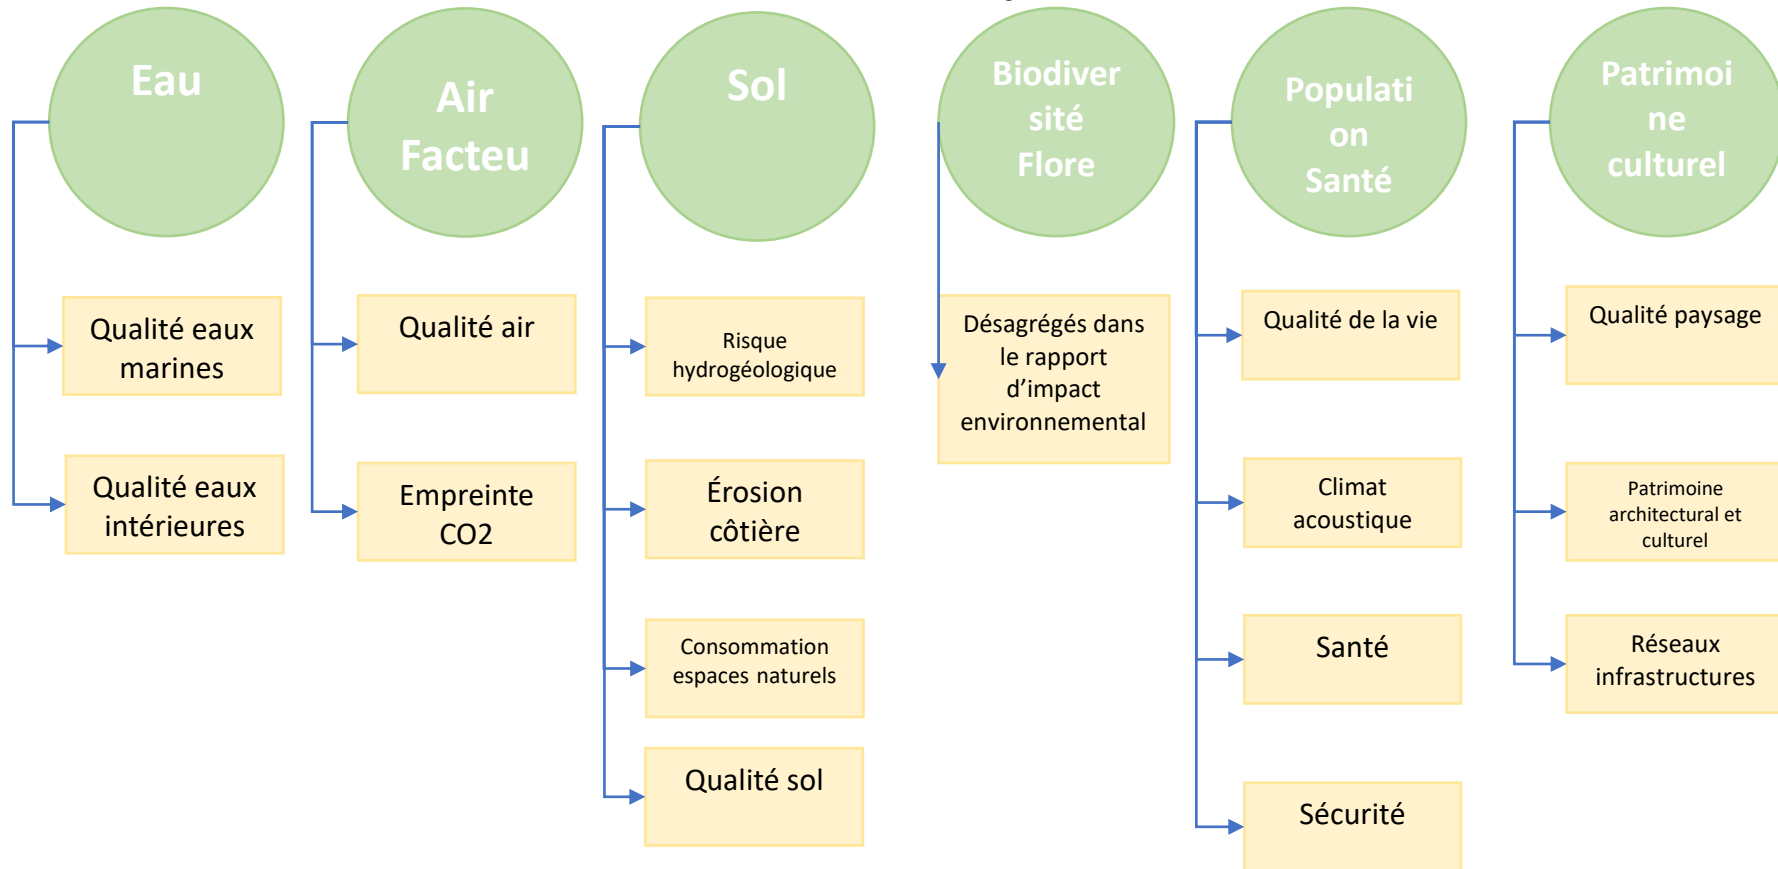 Eau
Air
Facteu
Sol
Biodiver
sité
Flore
Populati
on
Santé
Patrimoi
ne
culturel
Qualité eaux
marines
Qualité eaux
intérieures
Qualité air
Empreinte
CO2
Risque
hydrogéologique
Érosion
côtière
Consommation
espaces naturels
Qualité sol
Désagrégés dans
le rapport
d’impact
environnemental
Qualité de la vie
Climat
acoustique
Santé
Sécurité
Qualité paysage
Patrimoine
architectural et
culturel
Réseaux
infrastructures